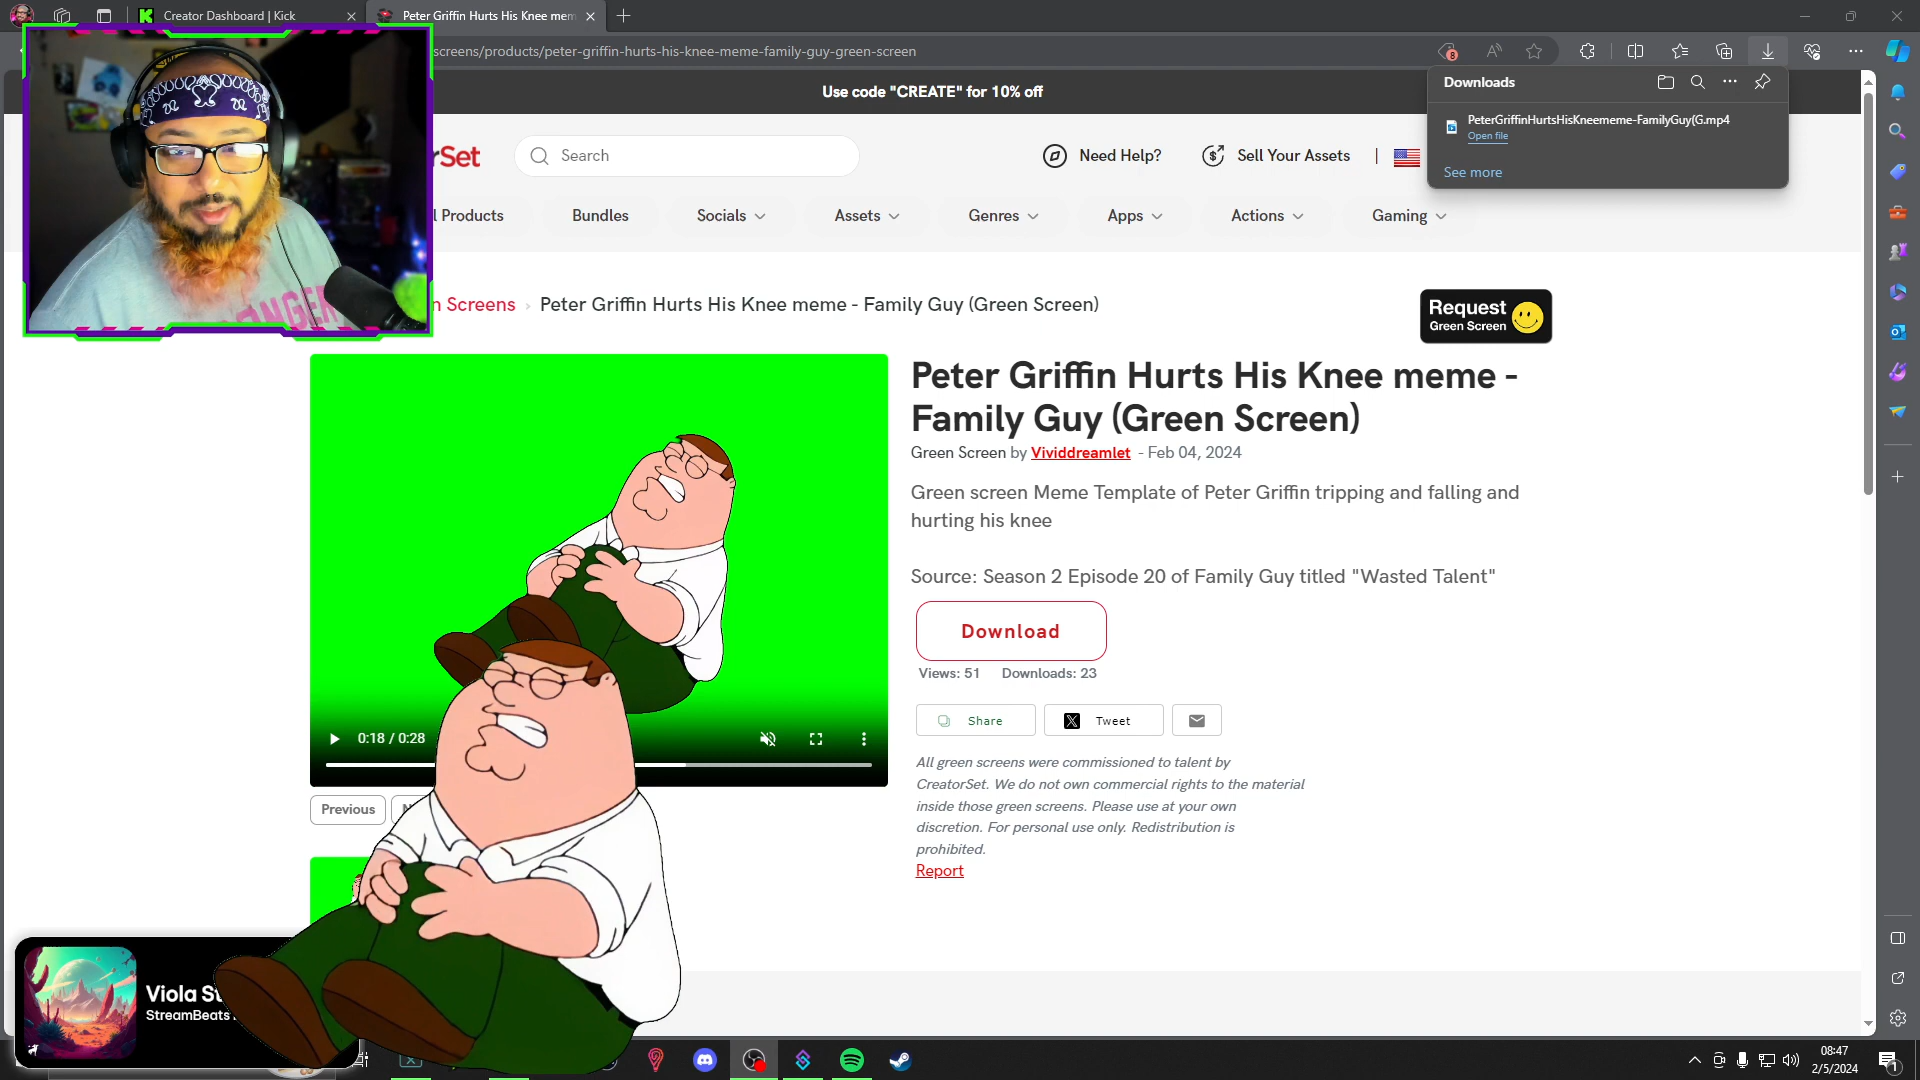 Creator Dashboard | Kick
Peter Griffin Hurts His Knee mem
screens/products/peter-griffin-hurts-his-knee-meme-family-guy-green-screen
8
Downloads
PeterGriffinHurtsHisKneememe-FamilyGuy(G.mp4
Open file
See more
Use code "CREATE" for 10% off
rSet
Search
Need Help?
Sell Your Assets
l Products
Bundles
Socials
Assets
Genres
Apps
Actions
Gaming
n Screens
Peter Griffin Hurts His Knee meme - Family Guy (Green Screen)
Request
Green Screen
Peter Griffin Hurts His Knee meme -
Family Guy (Green Screen)
Green Screen by Vividdreamlet - Feb 04, 2024
Green screen Meme Template of Peter Griffin tripping and falling and
hurting his knee
Source: Season 2 Episode 20 of Family Guy titled "Wasted Talent"
Download
Views: 51
Downloads: 23
Share
Tweet
All green screens were commissioned to talent by
CreatorSet. We do not own commercial rights to the material
inside those green screens. Please use at your own
discretion. For personal use only. Redistribution is
prohibited.
Report
0:18 / 0:28
Previous
N
Viola St
StreamBeats
08:47
2/5/2024
1